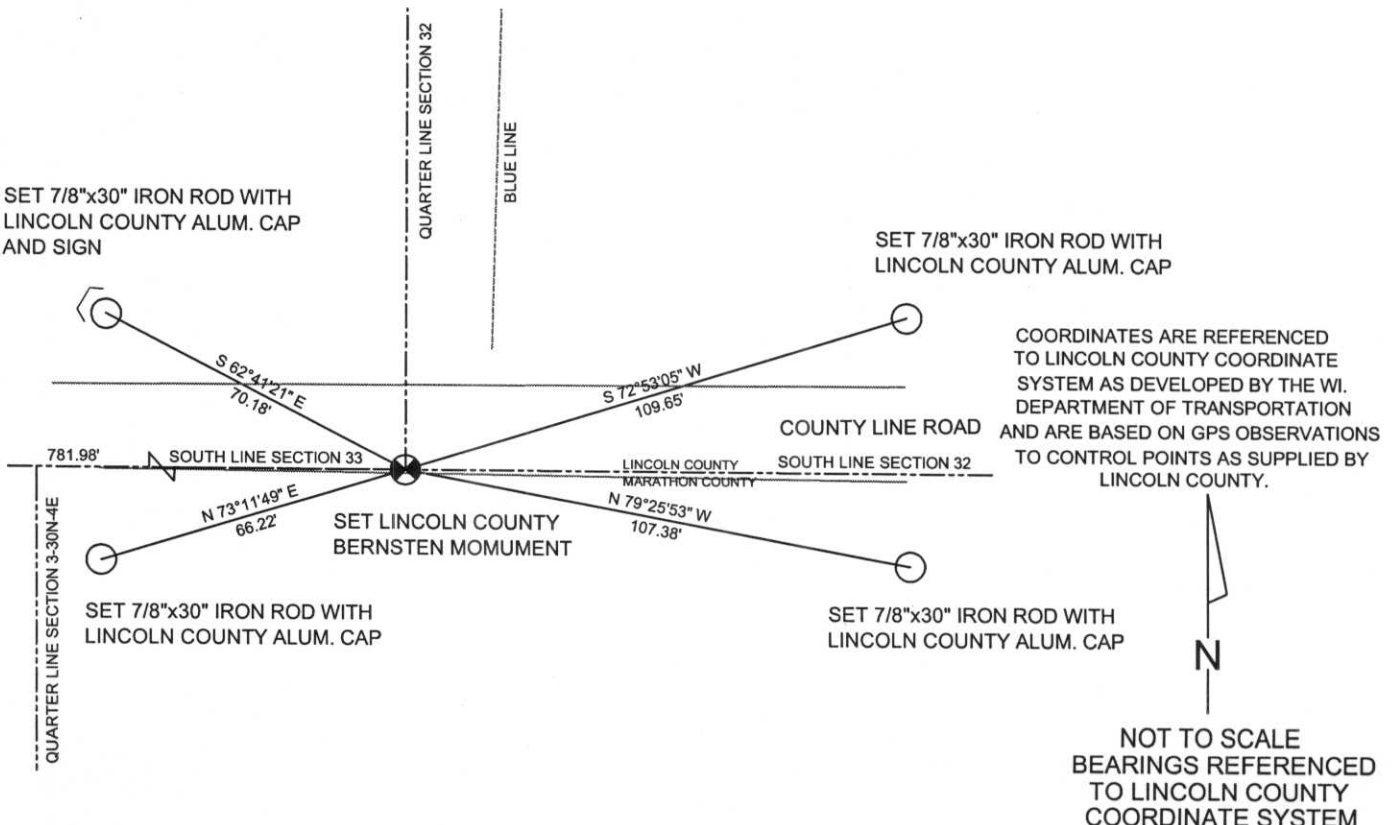 QUARTER LINE SECTION 32
BLUE LINE
SET 7/8"x30" IRON ROD WITH
LINCOLN COUNTY ALUM. CAP
AND SIGN
SET 7/8"x30" IRON ROD WITH
LINCOLN COUNTY ALUM. CAP
S 62°41'21" E
70.18'
S 72°53'05" W
109.65'
COORDINATES ARE REFERENCED
TO LINCOLN COUNTY COORDINATE
SYSTEM AS DEVELOPED BY THE WI.
DEPARTMENT OF TRANSPORTATION
AND ARE BASED ON GPS OBSERVATIONS
TO CONTROL POINTS AS SUPPLIED BY
LINCOLN COUNTY.
COUNTY LINE ROAD
781.98'
SOUTH LINE SECTION 33
LINCOLN COUNTY
MARATHON COUNTY
SOUTH LINE SECTION 32
N 73°11'49" E
66.22'
SET LINCOLN COUNTY
BERNSTEN MOMUMENT
N 79°25'53" W
107.38'
QUARTER LINE SECTION 3-30N-4E
SET 7/8"x30" IRON ROD WITH
LINCOLN COUNTY ALUM. CAP
SET 7/8"x30" IRON ROD WITH
LINCOLN COUNTY ALUM. CAP
N
NOT TO SCALE
BEARINGS REFERENCED
TO LINCOLN COUNTY
COORDINATE SYSTEM